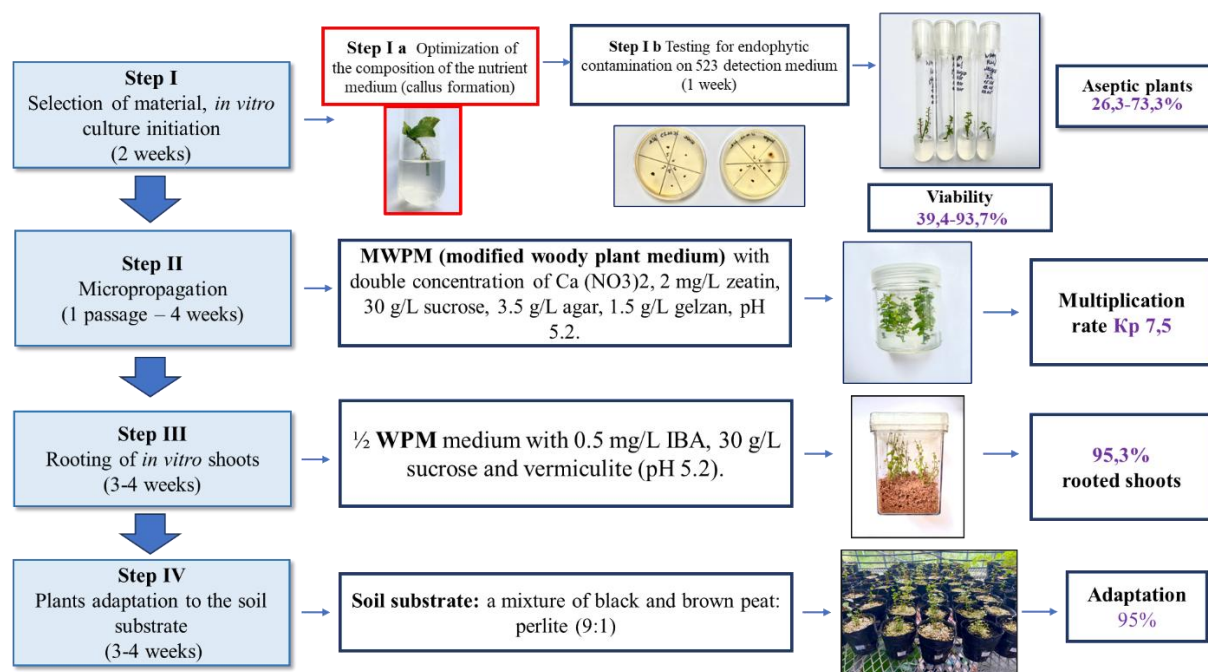 Step I
Selection of material, in vitro
culture initiation
(2 weeks)
Step I a Optimization of
the composition of the nutrient
medium (callus formation)
Step I b Testing for endophytic
contamination on 523 detection medium
(1 week)
Aseptic plants
26,3-73,3%
Viability
39,4-93,7%
Step II
Micropropagation
(1 passage – 4 weeks)
MWPM (modified woody plant medium) with
double concentration of Ca (NO3)2, 2 mg/L zeatin,
30 g/L sucrose, 3.5 g/L agar, 1.5 g/L gelzan, pH
5.2.
Multiplication
rate Кр 7,5
Step III
Rooting of in vitro shoots
(3-4 weeks)
½ WPM medium with 0.5 mg/L IBA, 30 g/L
sucrose and vermiculite (pH 5.2).
95,3%
rooted shoots
Step IV
Plants adaptation to the soil
substrate
(3-4 weeks)
Soil substrate: a mixture of black and brown peat:
perlite (9:1)
Adaptation
95%